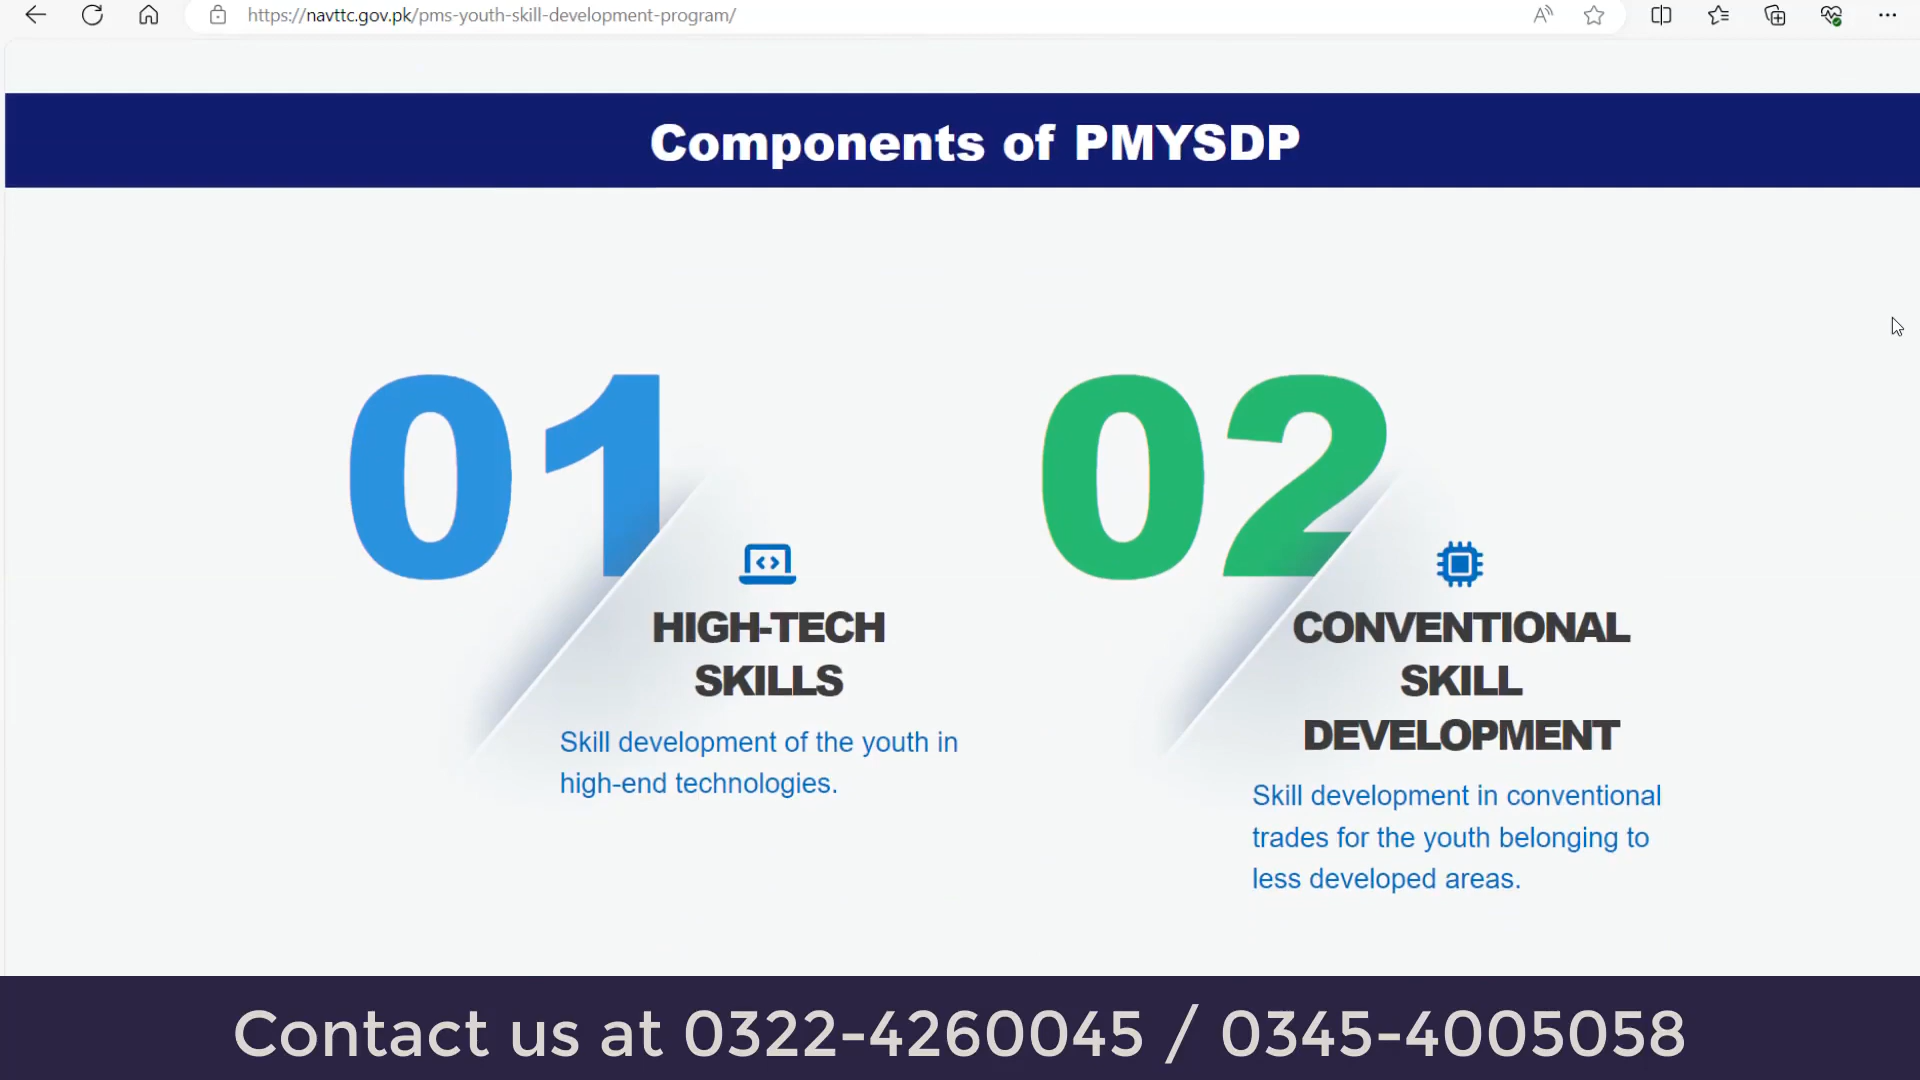 https://navttc.gov.pk/pms-youth-skill-development-program/
Components of PMYSDP
01
HIGH-TECH
SKILLS
Skill development of the youth in
high-end technologies.
02
CONVENTIONAL
SKILL
DEVELOPMENT
Skill development in conventional
trades for the youth belonging to
less developed areas.
Contact us at 0322-4260045 / 0345-4005058